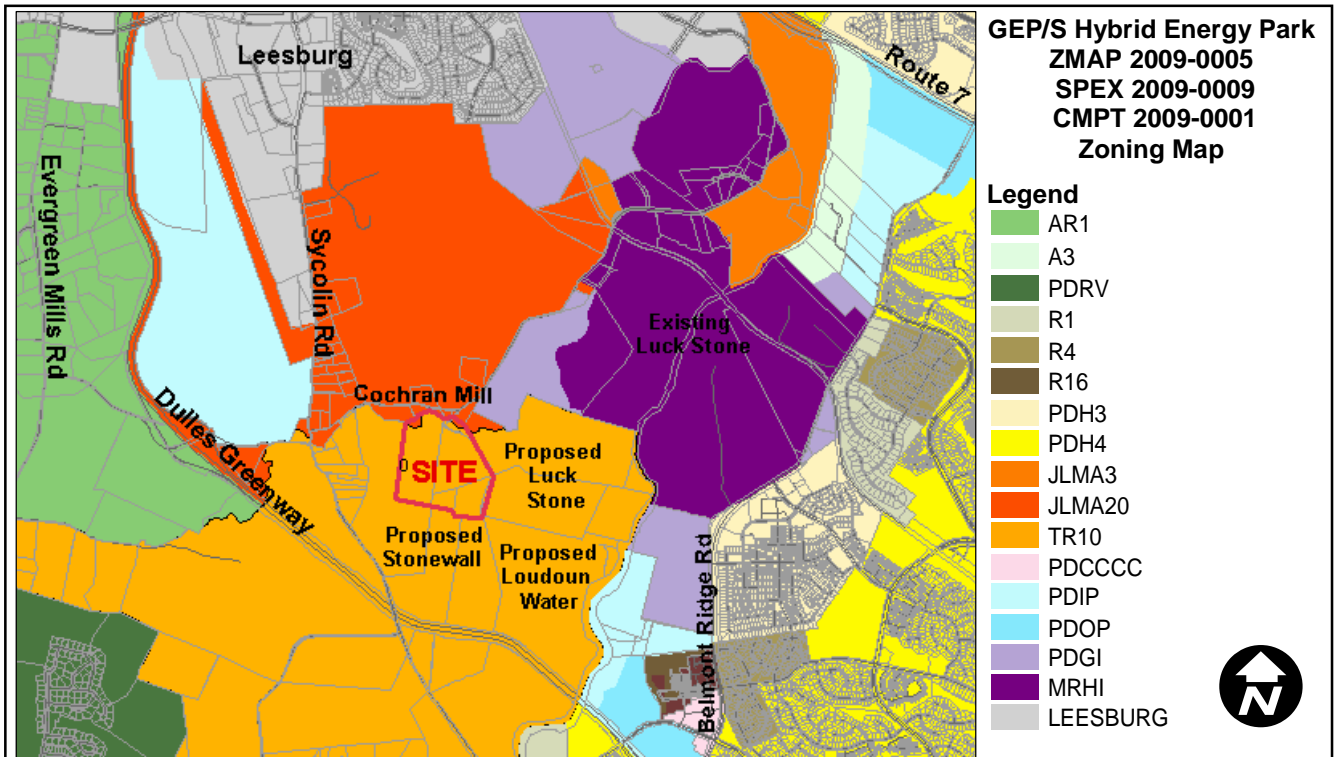 GEP/S Hybrid Energy Park
ZMAP 2009-0005
SPEX 2009-0009
CMPT 2009-0001
Zoning Map
Legend
AR1
A3
PDRV
R1
R4
R16
PDH3
PDH4
JLMA3
JLMA20
TR10
PDCCCC
PDIP
PDOP
PDGI
MRHI
LEESBURG
N
Leesburg
Route 7
Evergreen Mills Rd
Sycolin Rd
Existing
Luck Stone
Cochran Mill
Dulles Greenway
0
SITE
Proposed
Luck
Stone
Proposed
Stonewall
Proposed
Loudoun
Water
Belmont Ridge Rd